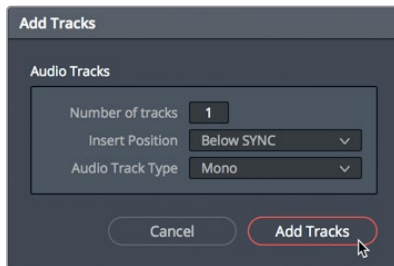 Add Tracks
Audio Tracks
Number of tracks 1
Insert Position Below SYNC
Audio Track Type Mono
Cancel Add Tracks